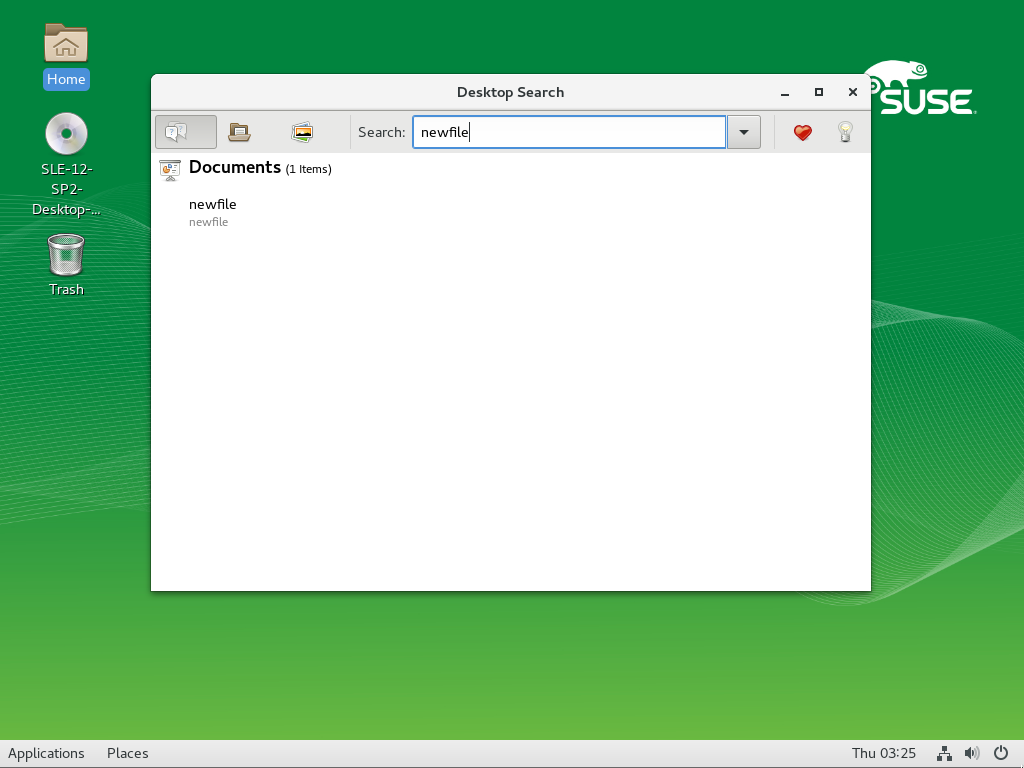 Home
SLE-12-
SP2-
Desktop-...
Trash
Desktop Search
SUSE
Search: newfile
Documents (1 Items)
newfile
newfile
Applications Places Thu 03:25